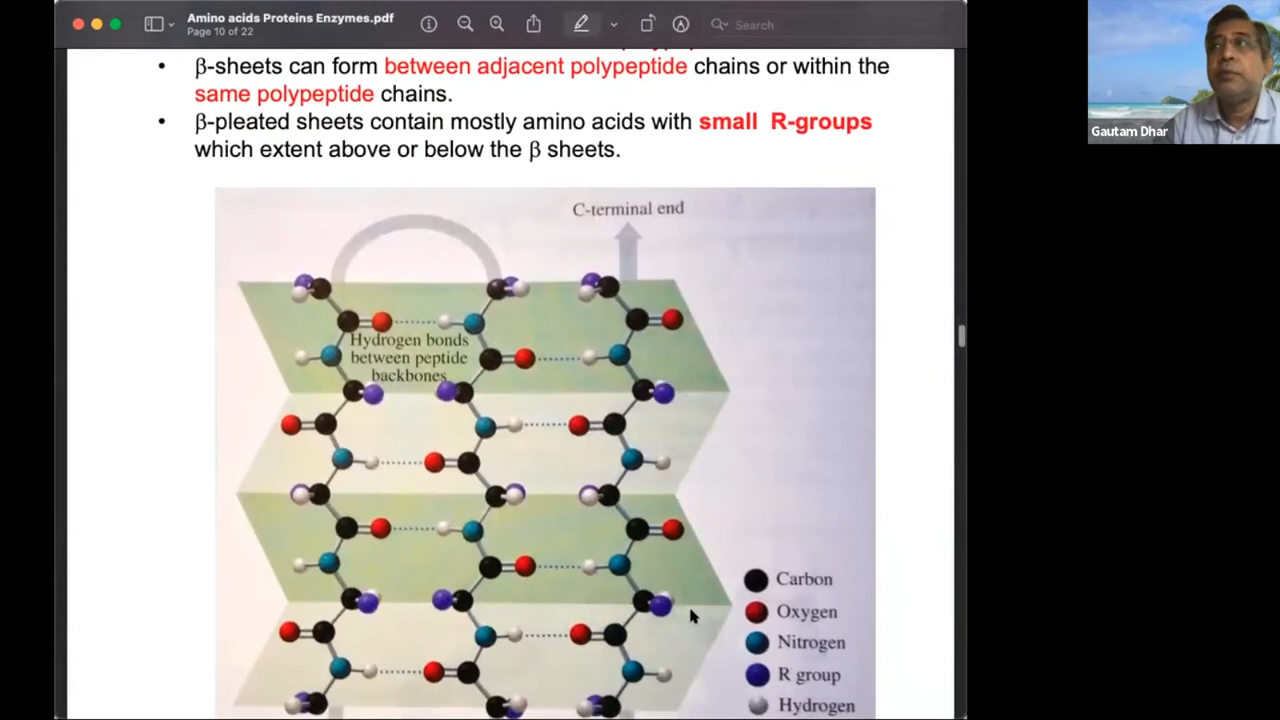 Amino acids Proteins Enzymes.pdf
Page 10 of 22
Search
Gautam Dhar
• β-sheets can form between adjacent polypeptide chains or within the
same polypeptide chains.
• β-pleated sheets contain mostly amino acids with small R-groups
which extent above or below the β sheets.
C-terminal end
Hydrogen bonds
between peptide
backbones
Carbon
Oxygen
Nitrogen
R group
Hydrogen